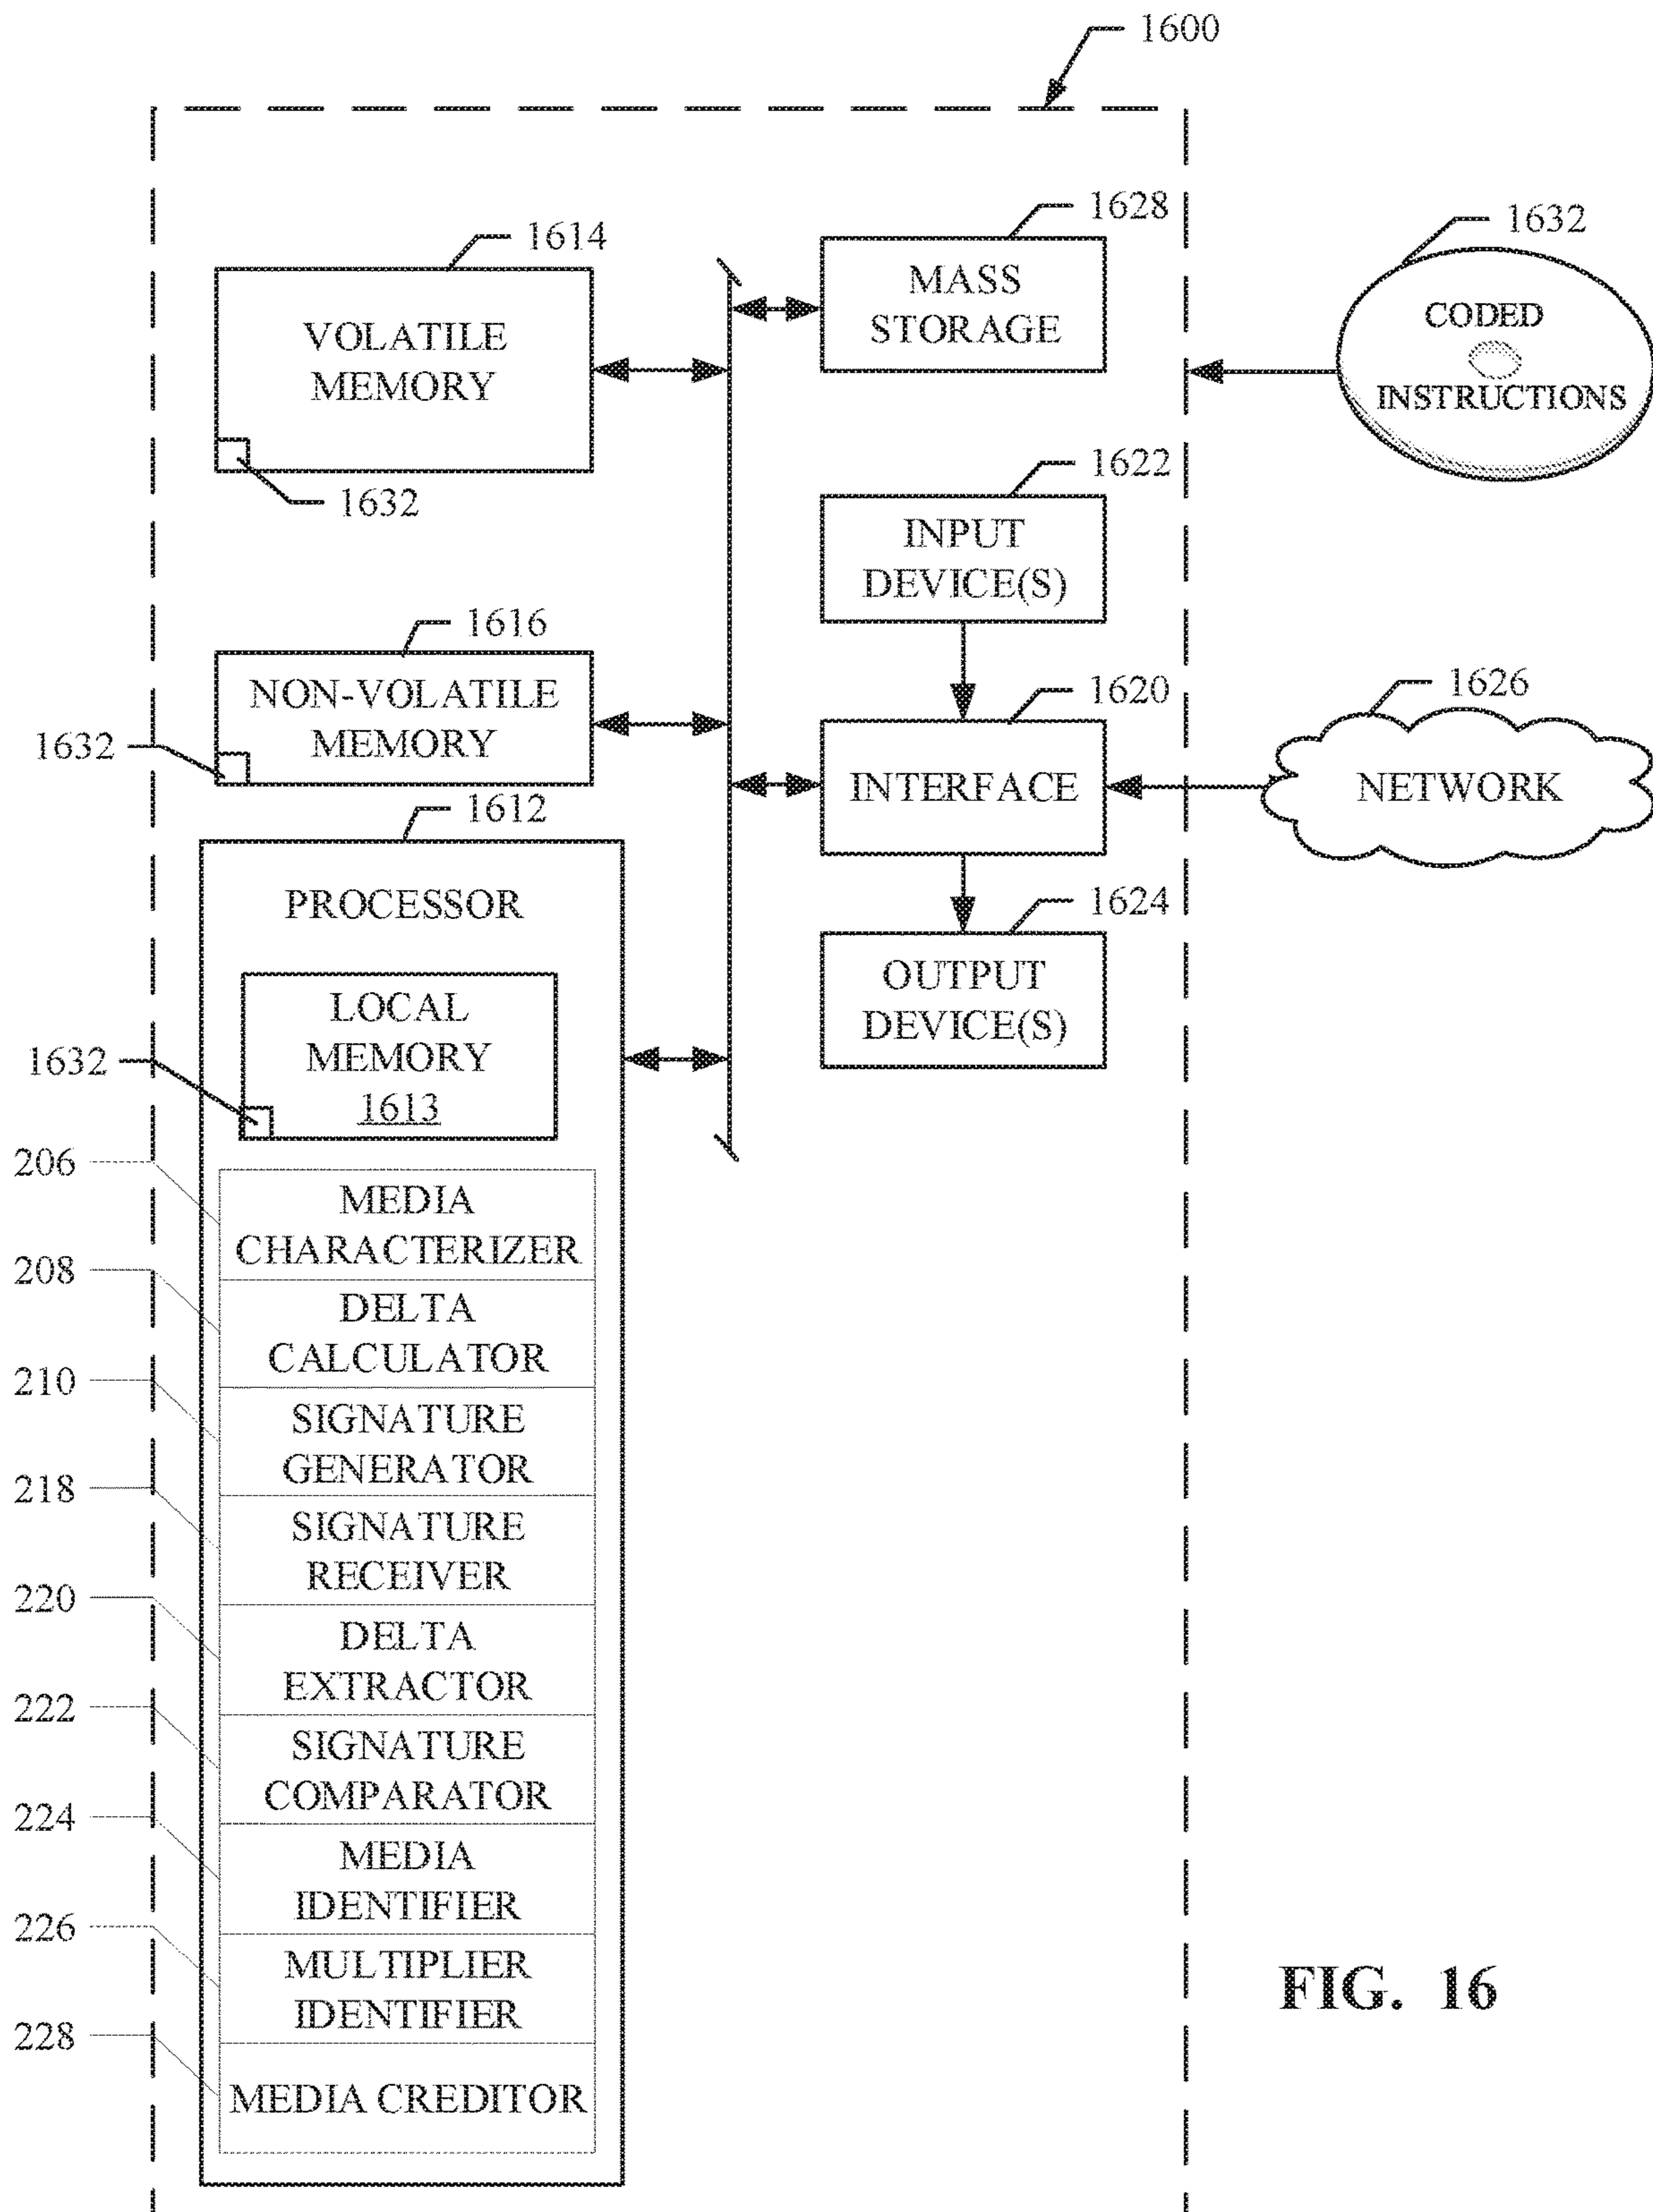 1600
1614
VOLATILE
MEMORY
1632
1628
MASS
STORAGE
1632
CODED
INSTRUCTIONS
1622
INPUT
DEVICE(S)
1616
NON-VOLATILE
MEMORY
1632
1620
INTERFACE
1626
NETWORK
1612
PROCESSOR
LOCAL
MEMORY
1613
1632
1624
OUTPUT
DEVICE(S)
206
MEDIA
CHARACTERIZER
208
DELTA
CALCULATOR
210
SIGNATURE
GENERATOR
218
SIGNATURE
RECEIVER
220
DELTA
EXTRACTOR
222
SIGNATURE
COMPARATOR
224
MEDIA
IDENTIFIER
226
MULTIPLIER
IDENTIFIER
228
MEDIA CREDITOR
FIG. 16